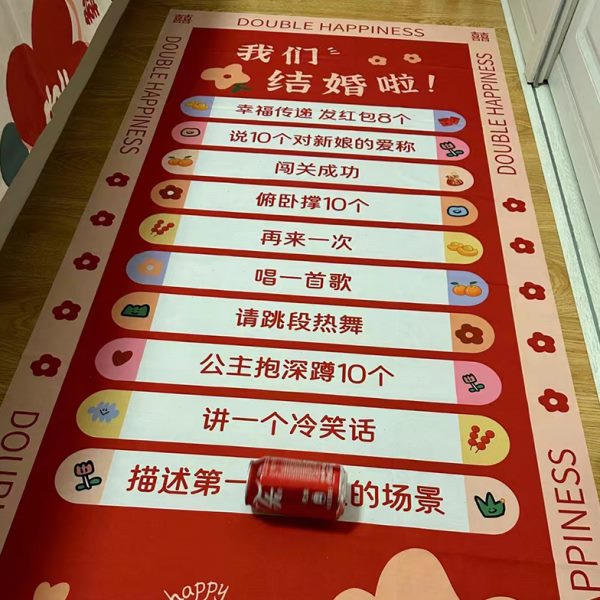 囍 DOUBLE HAPPINESS 囍
DOUBLE HAPPINESS
DOUBLE HAPPINESS
我们
结婚啦!
幸福传递 发红包8个
说10个对新娘的爱称
闯关成功
俯卧撑10个
再来一次
唱一首歌
请跳段热舞
公主抱深蹲10个
讲一个冷笑话
描述第一
的场景
DOUB
PPINESS
happy